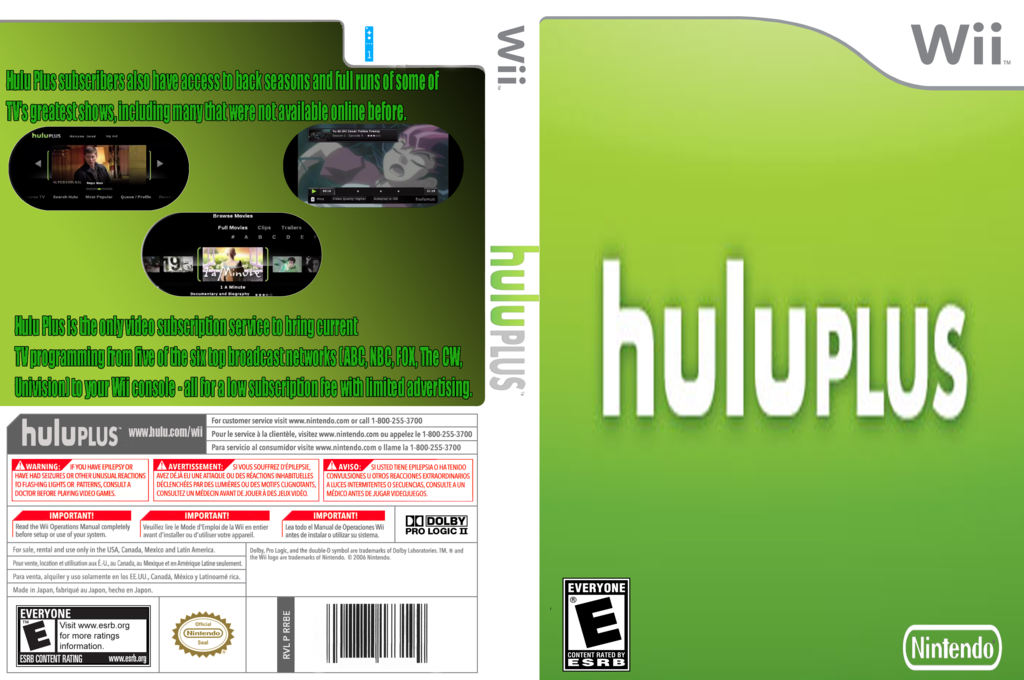 Hulu Plus subscribers also have access to back seasons and full runs of some of
TV's greatest shows, including many that were not available online before.
huluPLUS
Search Hulu Most Popular Queue / Profile
Browse Movies
Full Movies Clips Trailers
# A B C D E
1 a Minute
1 A Minute
Documentary and Biography
Hulu Plus is the only video subscription service to bring current
TV programming from five of the six top broadcast networks (ABC, NBC, FOX, The CW,
Univision) to your Wii console - all for a low subscription fee with limited advertising.
huluPLUS™ www.hulu.com/wii
For customer service visit www.nintendo.com or call 1-800-255-3700
Pour le service à la clientèle, visitez www.nintendo.com ou appelez le 1-800-255-3700
Para servicio al consumidor visite www.nintendo.com o llame la 1-800-255-3700
WARNING: IF YOU HAVE EPILEPSY OR
HAVE HAD SEIZURES OR OTHER UNUSUAL REACTIONS
TO FLASHING LIGHTS OR PATTERNS, CONSULT A
DOCTOR BEFORE PLAYING VIDEO GAMES.
AVERTISSEMENT: SI VOUS SOUFFREZ D'ÉPILEPSIE,
AVEZ DÉJÀ EU UNE ATTAQUE OU DES RÉACTIONS INHABITUELLES
DÉCLENCHÉES PAR DES LUMIÈRES OU DES MOTIFS CLIGNOTANTS,
CONSULTEZ UN MÉDECIN AVANT DE JOUER À DES JEUX VIDÉO.
AVISO: SI USTED TIENE EPILEPSIA O HA TENIDO
CONVULSIONES U OTROS REACCIONES EXTRAORDINARIOS
A LUCES INTERMITENTES O SECUENCIAS, CONSULTE A UN
MÉDICO ANTES DE JUGAR VIDEOJUEGOS.
IMPORTANT!
Read the Wii Operations Manual completely
before setup or use of your system.
IMPORTANT!
Veuillez lire le Mode d'Emploi de la Wii en entier
avant d'installer ou d'utiliser votre appareil.
IMPORTANT!
Lea todo el Manual de Operaciones Wii
antes de instalar o utilizar su sistema.
DOLBY
PRO LOGIC II
For sale, rental and use only in the USA, Canada, Mexico and Latin America.
Pour vente, location et utilisation aux É.-U., au Canada, au Mexique et en Amérique Latine seulement.
Para venta, alquiler y uso solamente en los EE.UU., Canadá, México y Latinoamé rica.
Made in Japan, fabriqué au Japon, hecho en Japon.
Dolby, Pro Logic, and the double-D symbol are trademarks of Dolby Laboratories. TM, ® and
the Wii logo are trademarks of Nintendo. © 2006 Nintendo.
EVERYONE
E™
Visit www.esrb.org
for more ratings
information.
ESRB CONTENT RATING www.esrb.org
Official
Nintendo
Seal
RVL P RRBE
1
Wii™
huluPLUS™
Wii™
huluPLUS
EVERYONE
E®
CONTENT RATED BY
ESRB
Nintendo